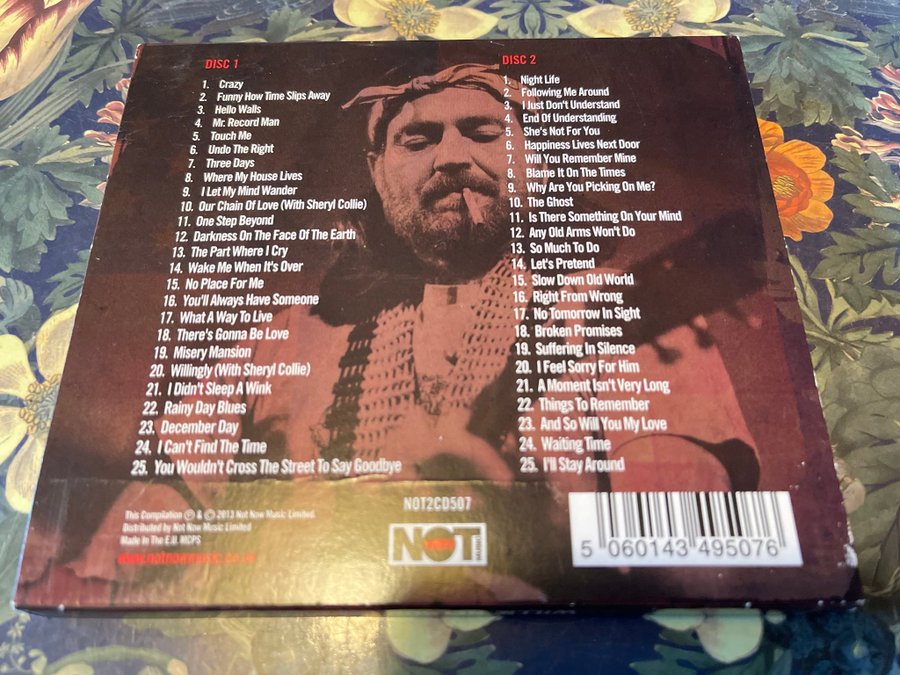 DISC 1
1. Crazy
2. Funny How Time Slips Away
3. Hello Walls
4. Mr. Record Man
5. Touch Me
6. Undo The Right
7. Three Days
8. Where My House Lives
9. I Let My Mind Wander
10. Our Chain Of Love (With Sheryl Collie)
11. One Step Beyond
12. Darkness On The Face Of The Earth
13. The Part Where I Cry
14. Wake Me When It's Over
15. No Place For Me
16. You'll Always Have Someone
17. What A Way To Live
18. There's Gonna Be Love
19. Misery Mansion
20. Willingly (With Sheryl Collie)
21. I Didn't Sleep A Wink
22. Rainy Day Blues
23. December Day
24. I Can't Find The Time
25. You Wouldn't Cross The Street To Say Goodbye
DISC 2
1. Night Life
2. Following Me Around
3. I Just Don't Understand
4. End Of Understanding
5. She's Not For You
6. Happiness Lives Next Door
7. Will You Remember Mine
8. Blame It On The Times
9. Why Are You Picking On Me?
10. The Ghost
11. Is There Something On Your Mind
12. Any Old Arms Won't Do
13. So Much To Do
14. Let's Pretend
15. Slow Down Old World
16. Right From Wrong
17. No Tomorrow In Sight
18. Broken Promises
19. Suffering In Silence
20. I Feel Sorry For Him
21. A Moment Isn't Very Long
22. Things To Remember
23. And So Will You My Love
24. Waiting Time
25. I'll Stay Around
This Compilation ℗ & © 2013 Not Now Music Limited.
Distributed by Not Now Music Limited
Made In The E.U. MCPS
www.notnowmusic.co.uk
NOT2CD507
NOT MUSIC
5 060143 495076